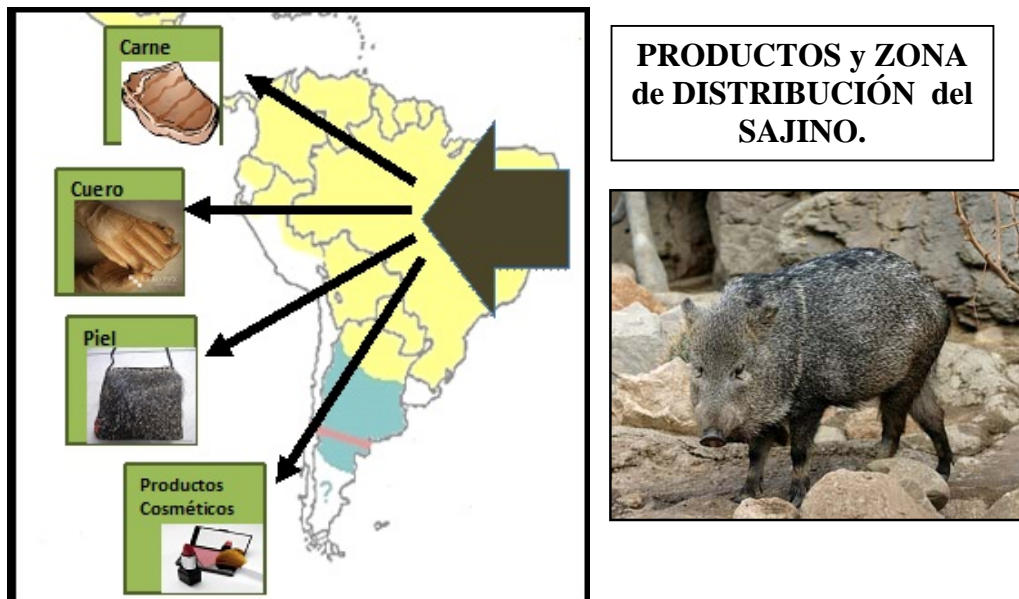 Carne
Cuero
Piel
Productos
Cosméticos
?
PRODUCTOS y ZONA
de DISTRIBUCIÓN del
SAJINO.